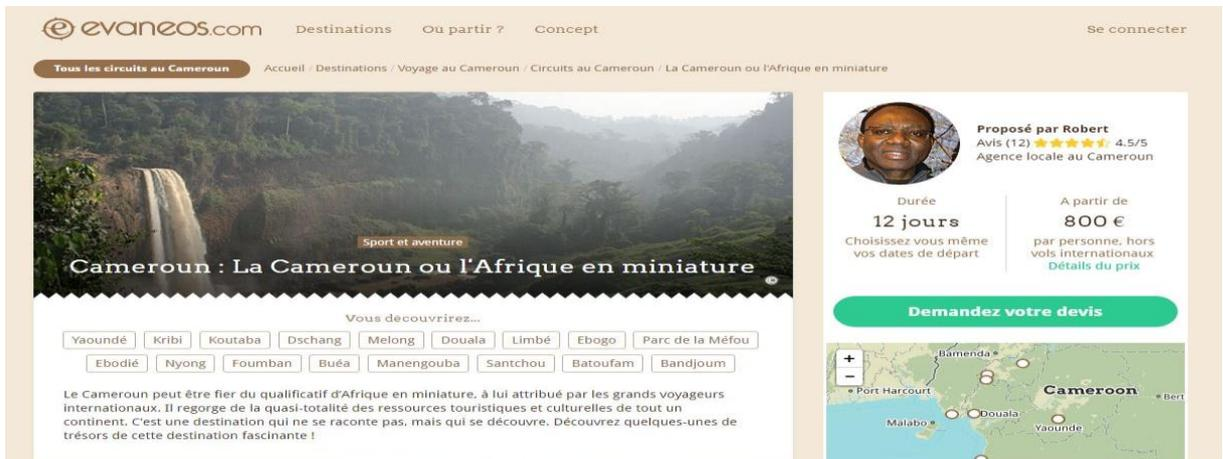 evaneos.com Destinations Où partir ? Concept Se connecter
Tous les circuits au Cameroun Accueil / Destinations / Voyage au Cameroun / Circuits au Cameroun / La Cameroun ou l'Afrique en miniature
Sport et aventure
Cameroun : La Cameroun ou l'Afrique en miniature
Vous découvrirez...
Yaoundé Kribi Koutaba Dschang Melong Douala Limbé Ebogo Parc de la Méfou
Ebodié Nyong Foumban Buéa Manengouba Santchou Batoufam Bandjoum
Le Cameroun peut être fier du qualificatif d'Afrique en miniature, à lui attribué par les grands voyageurs
internationaux. Il regorge de la quasi-totalité des ressources touristiques et culturelles de tout un
continent. C'est une destination qui ne se raconte pas, mais qui se découvre. Découvrez quelques-unes de
trésors de cette destination fascinante !
Proposé par Robert
Avis (12) 4.5/5
Agence locale au Cameroun
Durée
12 jours
Choisissez vous même
vos dates de départ
A partir de
800 €
par personne, hors
vols internationaux
Détails du prix
Demandez votre devis
+
−
Bamenda
Port Harcourt
Cameroon
Bert
Douala
Malabo
Yaounde